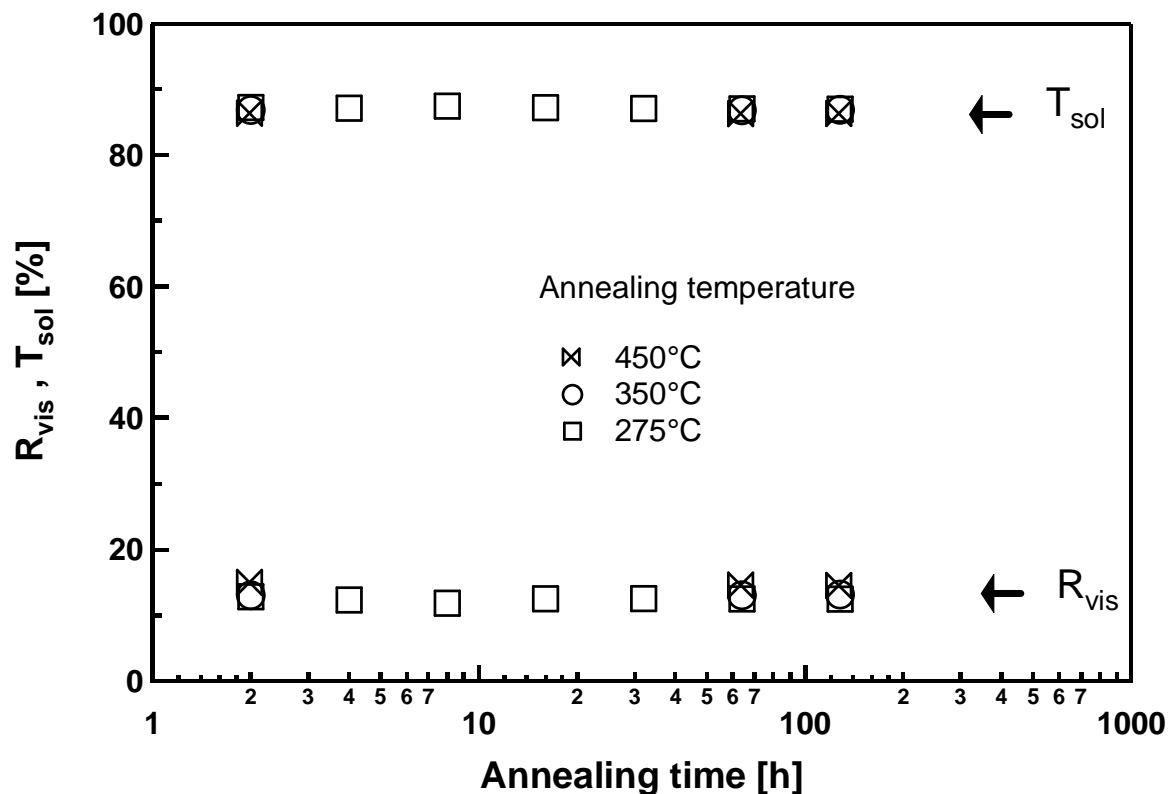 100
80
60
40
20
0
R_vis , T_sol [%]
T_sol
Annealing temperature
450°C
350°C
275°C
R_vis
2 3 4 5 6 7 2 3 4 5 6 7 2 3 4 5 6 7
1 10 100 1000
Annealing time [h]